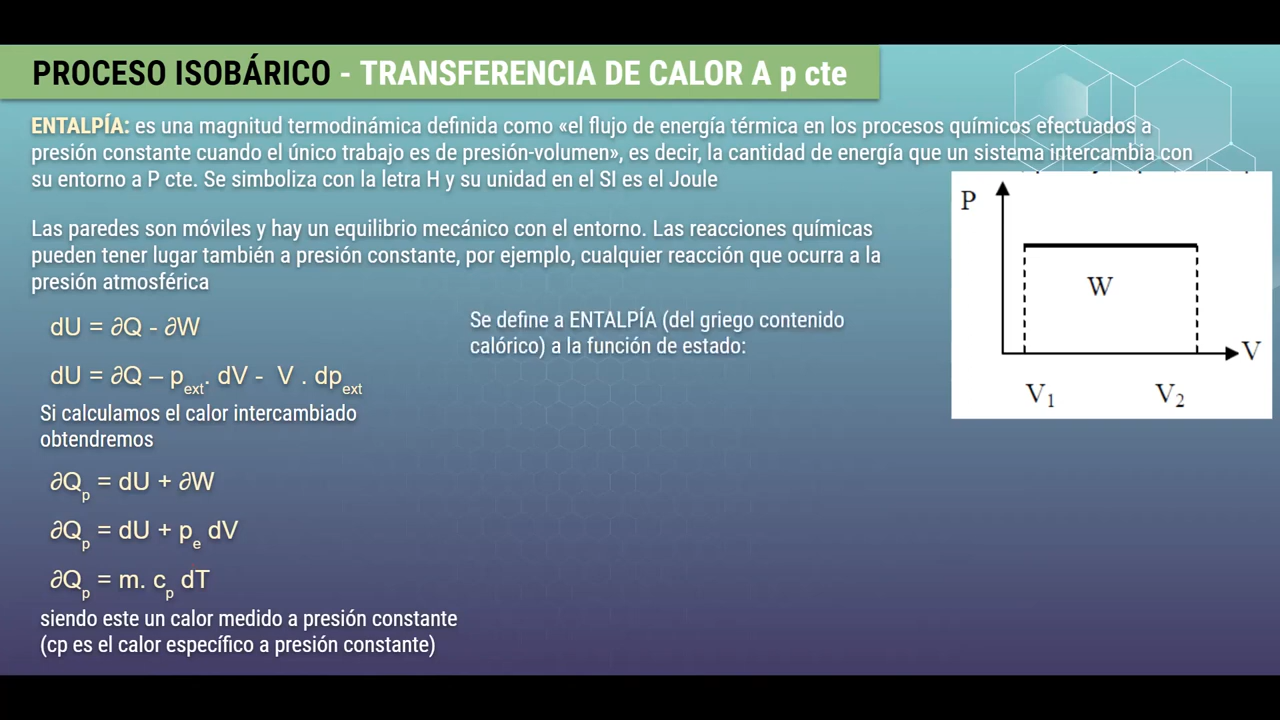 PROCESO ISOBÁRICO - TRANSFERENCIA DE CALOR A p cte
ENTALPÍA: es una magnitud termodinámica definida como «el flujo de energía térmica en los procesos químicos efectuados a
presión constante cuando el único trabajo es de presión-volumen», es decir, la cantidad de energía que un sistema intercambia con
su entorno a P cte. Se simboliza con la letra H y su unidad en el SI es el Joule
Las paredes son móviles y hay un equilibrio mecánico con el entorno. Las reacciones químicas
pueden tener lugar también a presión constante, por ejemplo, cualquier reacción que ocurra a la
presión atmosférica
dU = ∂Q - ∂W
dU = ∂Q – p_ext. dV - V . dp_ext
Si calculamos el calor intercambiado
obtendremos
∂Q_p = dU + ∂W
∂Q_p = dU + p_e dV
∂Q_p = m. c_p dT
siendo este un calor medido a presión constante
(cp es el calor específico a presión constante)
Se define a ENTALPÍA (del griego contenido
calórico) a la función de estado:
P
W
V
V₁ V₂